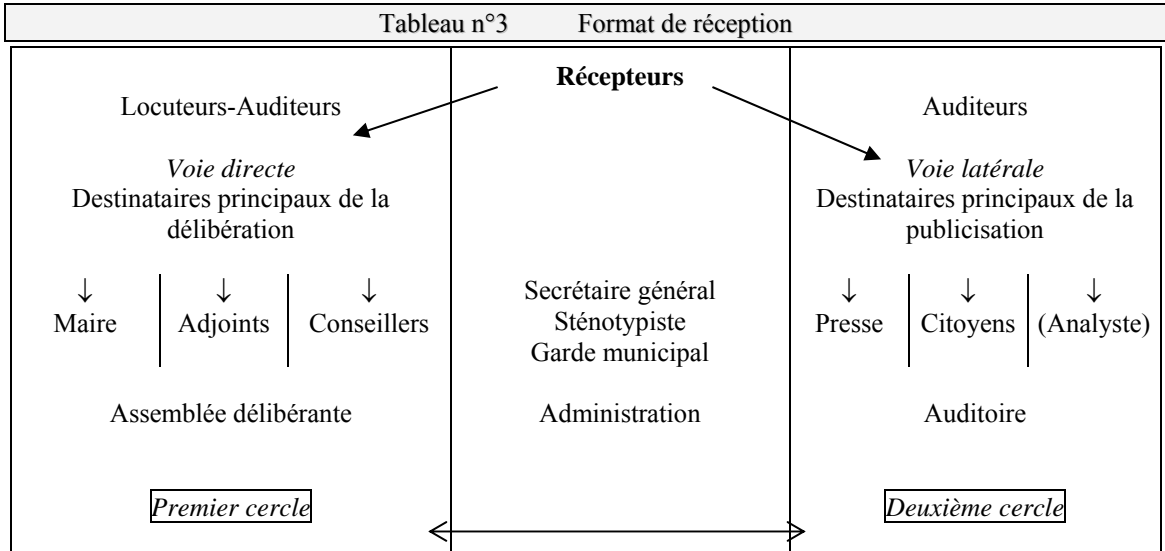 Tableau n°3 Format de réception
Récepteurs
Locuteurs-Auditeurs
Voie directe
Destinataires principaux de la
délibération
↓ ↓ ↓
Maire Adjoints Conseillers
Assemblée délibérante
Premier cercle
Secrétaire général
Sténotypiste
Garde municipal
Administration
Auditeurs
Voie latérale
Destinataires principaux de la
publicisation
↓ ↓ ↓
Presse Citoyens (Analyste)
Auditoire
Deuxième cercle